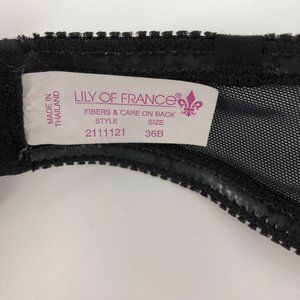 MADE IN
THAILAND
LILY OF FRANCE®
FIBERS & CARE ON BACK
STYLE SIZE
2111121 36B